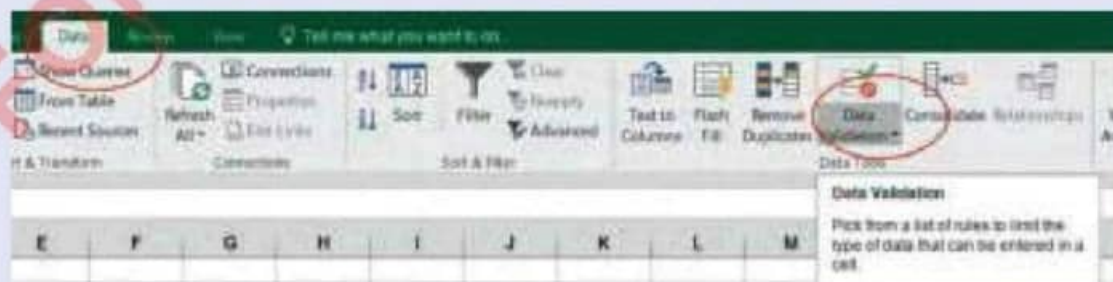 Data Review View Tell me what you want to do...
Show Queries
From Table
Recent Sources
Refresh
All
Connections
Properties
Edit Links
Sort
Filter
Clear
Reapply
Advanced
Text to
Columns
Flash
Fill
Remove
Duplicates
Data
Validation
Consolidate
Relationships
& Transform
Connections
Sort & Filter
Data Tools
E F G H I J K L M
Data Validation
Pick from a list of rules to limit the
type of data that can be entered in a
cell.